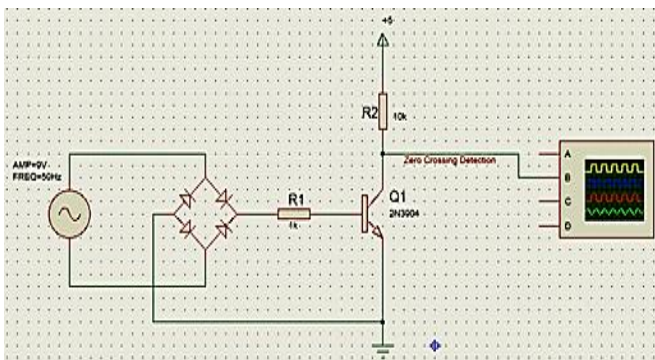 +5
R2
10k
AMP=9V
FREQ=50Hz
Zero Crossing Detection
A
B
C
D
R1
1k
Q1
2N3904